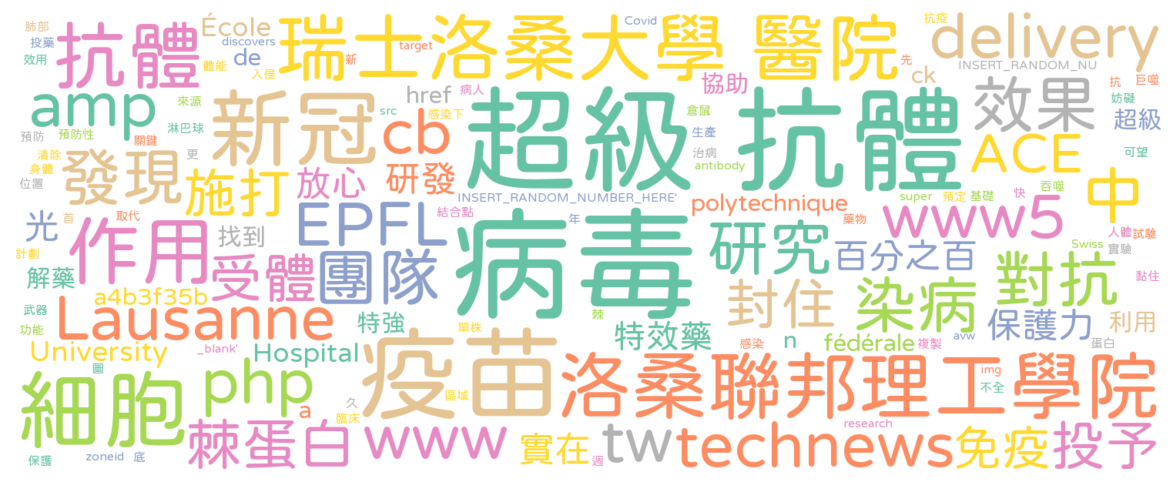 肺部 École 瑞士洛桑大學 醫院 Covid 抗疫 delivery
投藥 抗體 discovers de target 新 先 INSERT_RANDOM_NU
效用 體能 入侵 協助 ck 抗 巨噬
amp 來源 新冠 href 病人 超級 抗體 效果 妨礙
預防 預防性 淋巴球 src cb 感染下 倉鼠 生產 超級
清除 關鍵 更 治病 antibody ACE 可望
身體 發現 施打 放心 研發 中
位置 INSERT_RANDOM_NUMBER_HERE' polytechnique super 預定 基礎 快 吞噬
光 首 取代 EPFL 結合點 病毒 年 藥物 www5 人體 試驗
計劃 作用 找到 研究 百分之百 Swiss 實驗
解藥 受體 團隊 對抗 黏住
武器 a4b3f35b 棘 封住 染病
功能 Lausanne 特強 單株 特效藥 保護力 利用
University _blank' Hospital 感染 n fédérale 複製 avw 蛋白
圖 疫苗 洛桑聯邦理工學院 img
細胞 php a 久 區域 不全
臨床 research
棘蛋白 www 實在 tw technews 免疫 投予
保護 zoneid 底 週